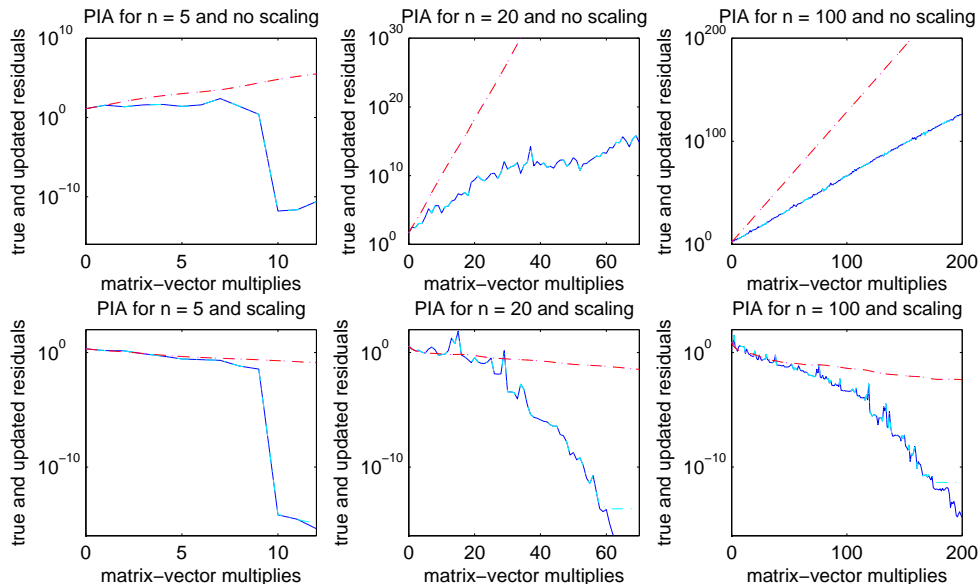 PIA for n = 5 and no scaling
true and updated residuals
10^10
10^0
10^−10
0 5 10
matrix−vector multiplies
PIA for n = 20 and no scaling
true and updated residuals
10^30
10^20
10^10
10^0
0 20 40 60
matrix−vector multiplies
PIA for n = 100 and no scaling
true and updated residuals
10^200
10^100
10^0
0 100 200
matrix−vector multiplies
PIA for n = 5 and scaling
true and updated residuals
10^0
10^−10
0 5 10
matrix−vector multiplies
PIA for n = 20 and scaling
true and updated residuals
10^0
10^−10
0 20 40 60
matrix−vector multiplies
PIA for n = 100 and scaling
true and updated residuals
10^0
10^−10
0 100 200
matrix−vector multiplies